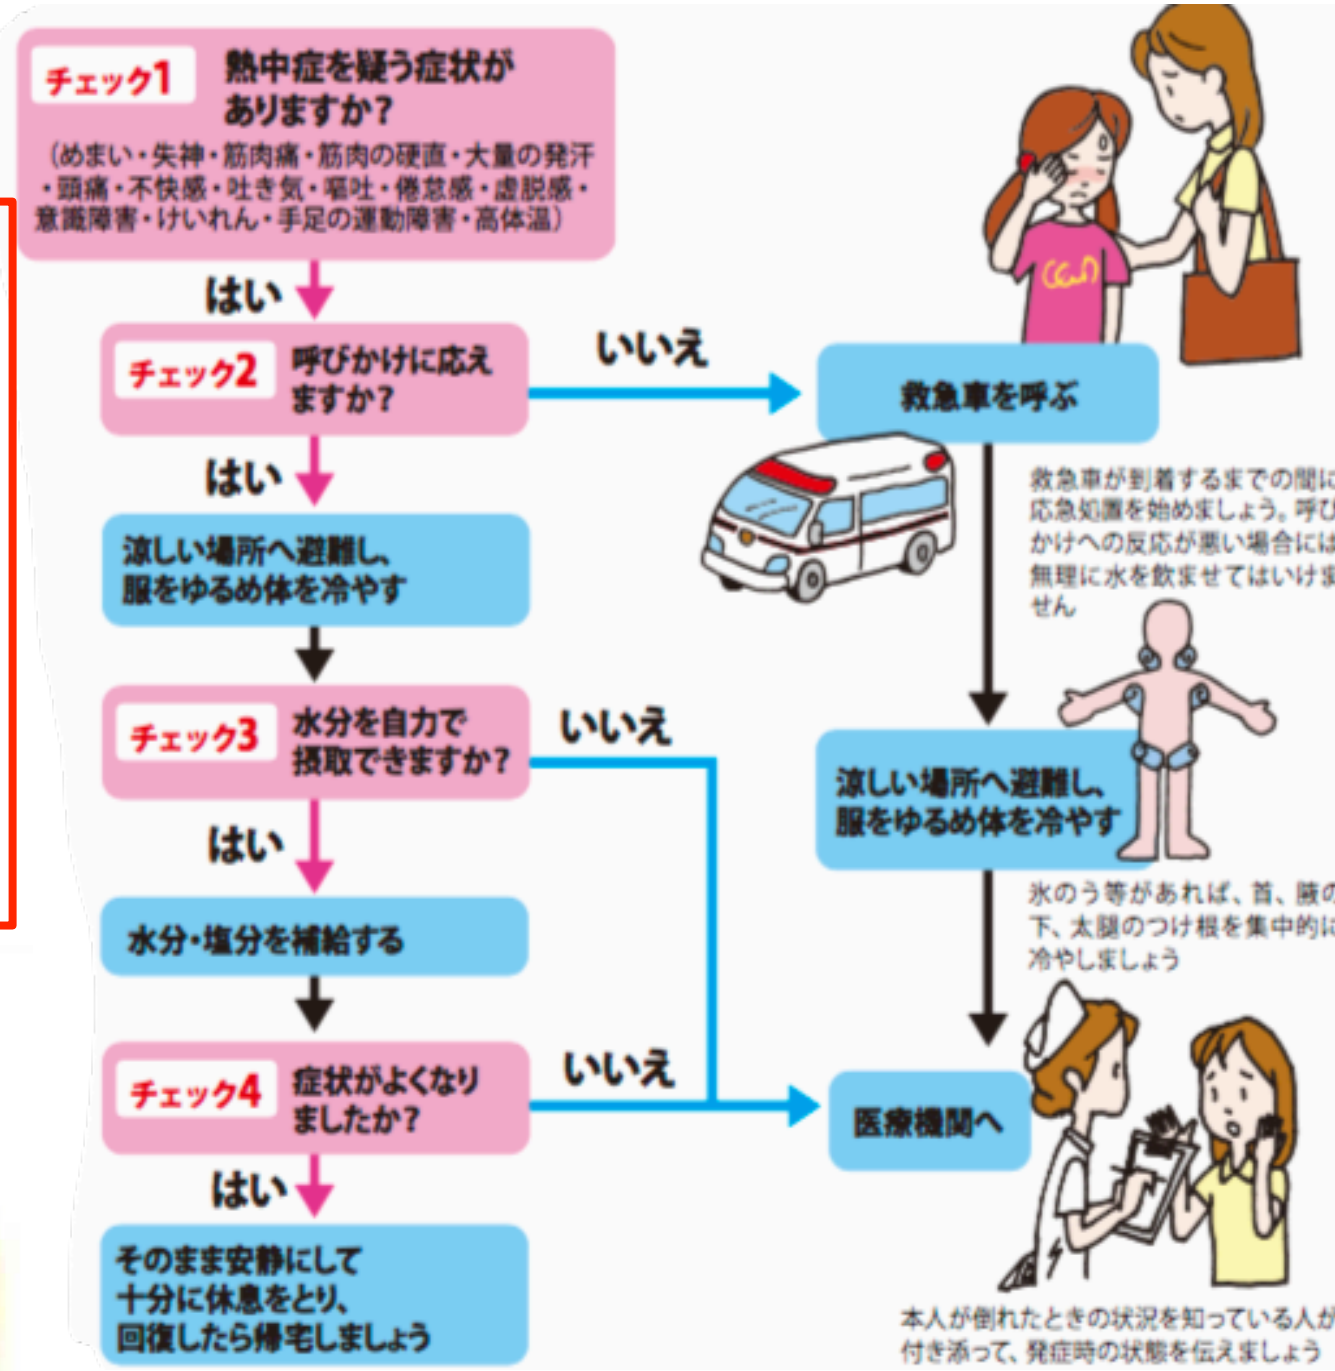 チェック1
熱中症を疑う症状が
ありますか?
(めまい・失神・筋肉痛・筋肉の硬直・大量の発汗
・頭痛・不快感・吐き気・嘔吐・倦怠感・虚脱感・
意識障害・けいれん・手足の運動障害・高体温)
はい
チェック2
呼びかけに応え
ますか?
いいえ
救急車を呼ぶ
はい
救急車が到着するまでの間に
応急処置を始めましょう。呼び
かけへの反応が悪い場合には
無理に水を飲ませてはいけま
せん
涼しい場所へ避難し、
服をゆるめ体を冷やす
チェック3
水分を自力で
摂取できますか?
いいえ
涼しい場所へ避難し、
服をゆるめ体を冷やす
はい
氷のう等があれば、首、腋の
下、太腿のつけ根を集中的に
冷やしましょう
水分・塩分を補給する
チェック4
症状がよくなり
ましたか?
いいえ
医療機関へ
はい
そのまま安静にして
十分に休息をとり、
回復したら帰宅しましょう
本人が倒れたときの状況を知っている人が
付き添って、発症時の状態を伝えましょう